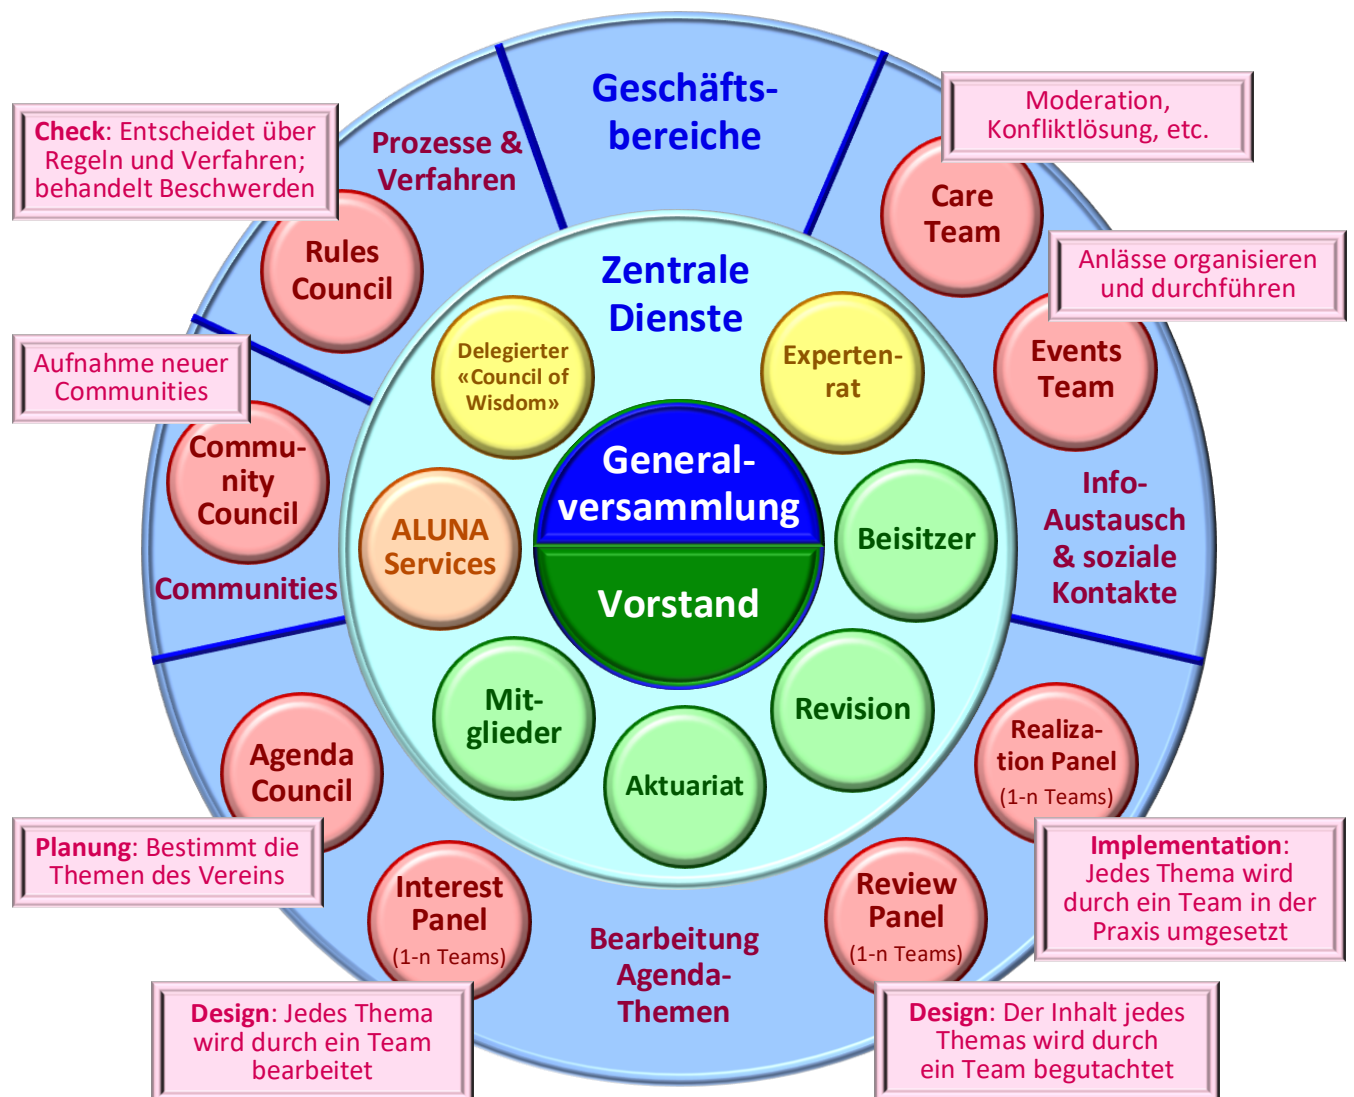 Geschäfts-
bereiche
Moderation,
Konfliktlösung, etc.
Check: Entscheidet über
Regeln und Verfahren;
behandelt Beschwerden
Prozesse &
Verfahren
Care
Team
Rules
Council
Zentrale
Dienste
Anlässe organisieren
und durchführen
Aufnahme neuer
Communities
Delegierter
«Council of
Wisdom»
Experten-
rat
Events
Team
Commu-
nity
Council
General-
versammlung
Info-
Austausch
& soziale
Kontakte
ALUNA
Services
Beisitzer
Communities
Vorstand
Mit-
glieder
Revision
Agenda
Council
Aktuariat
Realiza-
tion Panel
(1-n Teams)
Planung: Bestimmt die
Themen des Vereins
Interest
Panel
(1-n Teams)
Review
Panel
(1-n Teams)
Implementation:
Jedes Thema wird
durch ein Team in der
Praxis umgesetzt
Bearbeitung
Agenda-
Themen
Design: Jedes Thema
wird durch ein Team
bearbeitet
Design: Der Inhalt jedes
Themas wird durch
ein Team begutachtet